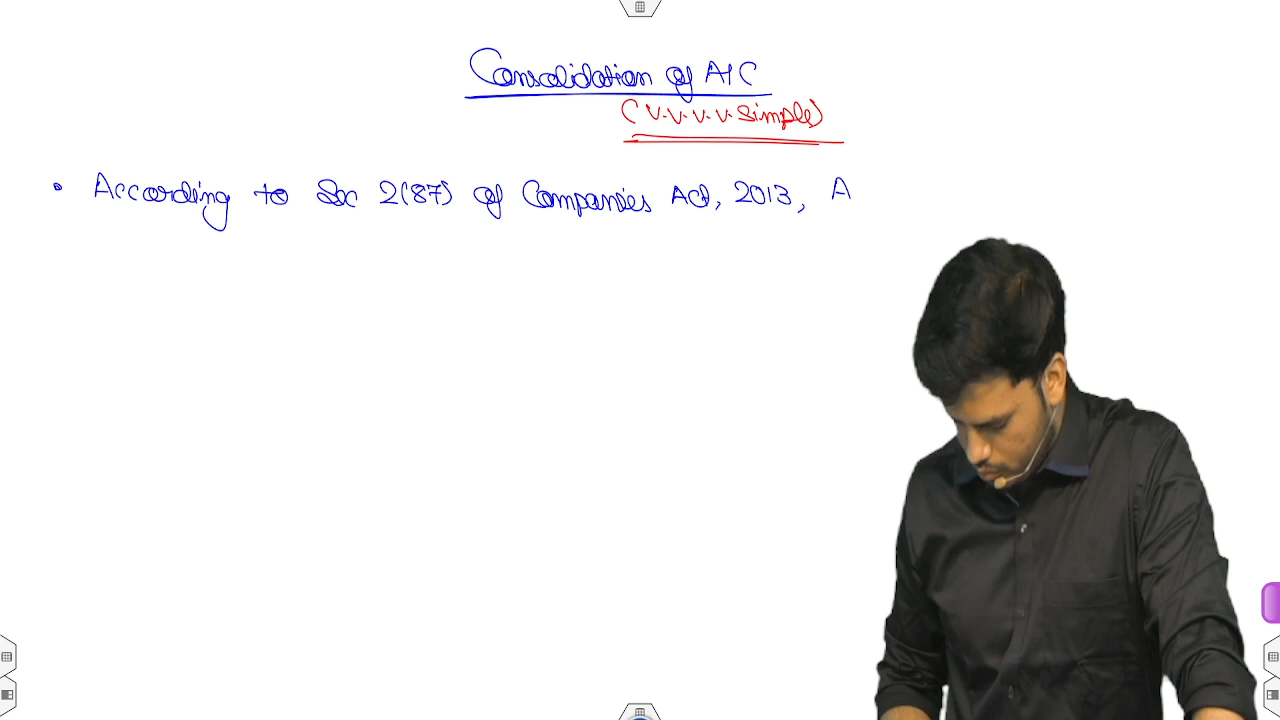 Consolidation of A/C
(V.V.V.V. Simple)
• According to Sec 2(87) of Companies Act, 2013, A